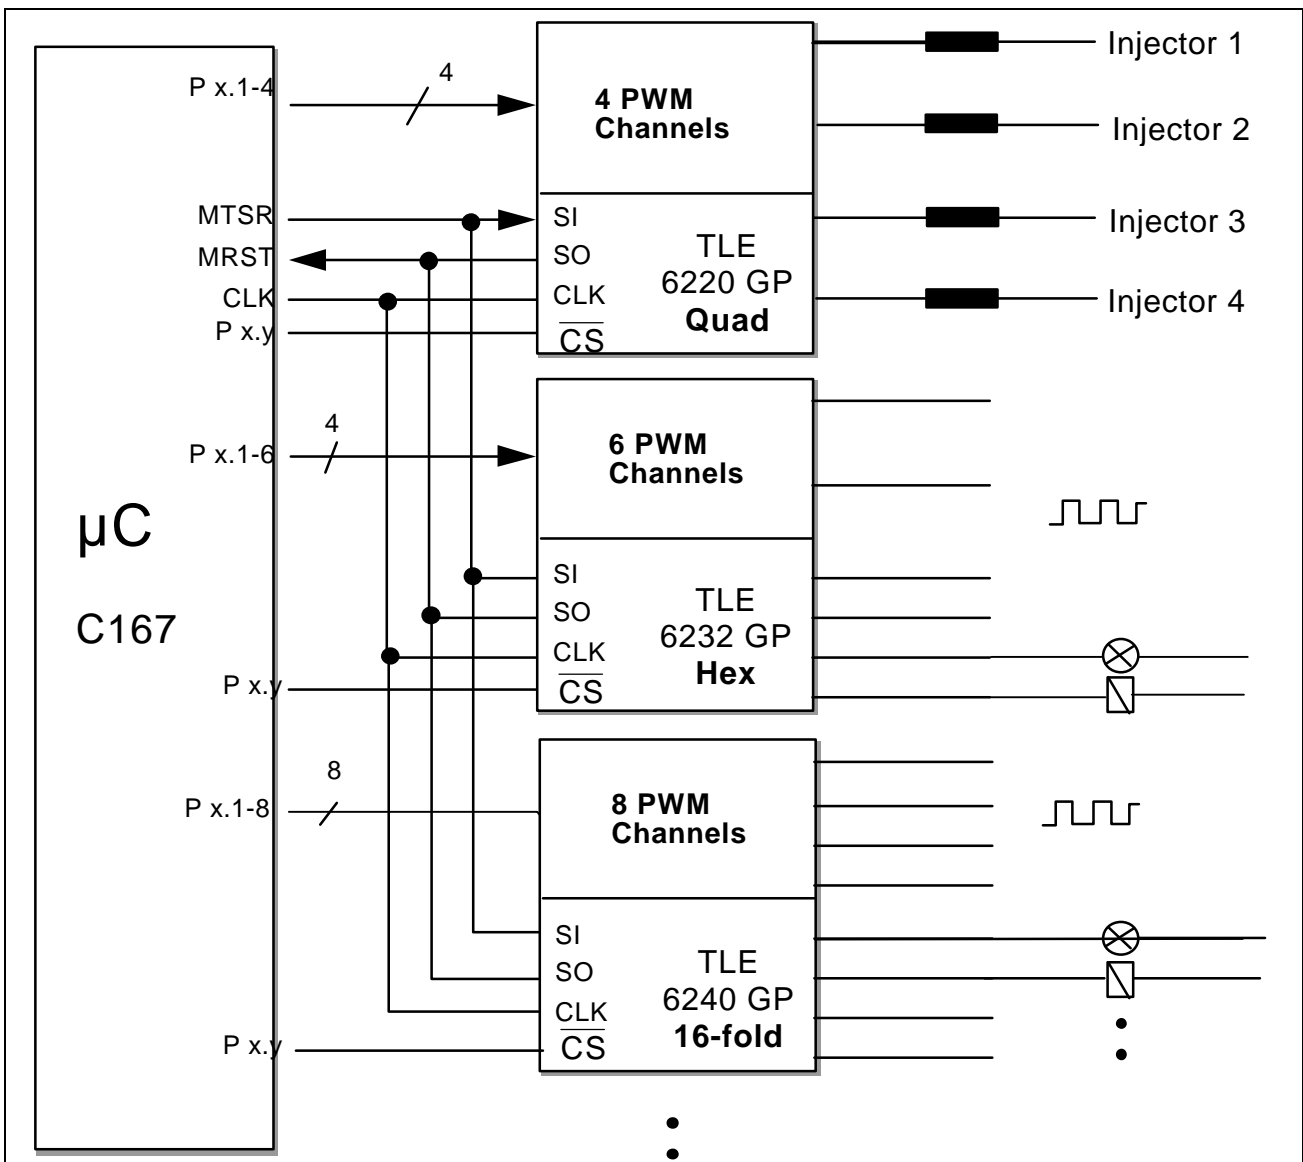 µC
C167
P x.1-4
4
MTSR
MRST
CLK
P x.y
4 PWM
Channels
SI
SO
CLK
CS
TLE
6220 GP
Quad
Injector 1
Injector 2
Injector 3
Injector 4
P x.1-6
4
P x.y
6 PWM
Channels
SI
SO
CLK
CS
TLE
6232 GP
Hex
P x.1-8
8
P x.y
8 PWM
Channels
SI
SO
CLK
CS
TLE
6240 GP
16-fold